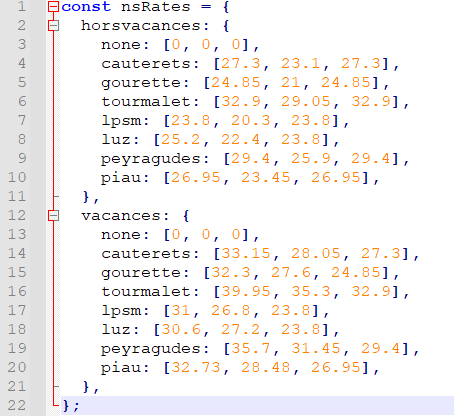 1 const nsRates = {
2   horsvacances: {
3     none: [0, 0, 0],
4     cauterets: [27.3, 23.1, 27.3],
5     gourette: [24.85, 21, 24.85],
6     tourmalet: [32.9, 29.05, 32.9],
7     lpsm: [23.8, 20.3, 23.8],
8     luz: [25.2, 22.4, 23.8],
9     peyragudes: [29.4, 25.9, 29.4],
10     piau: [26.95, 23.45, 26.95],
11   },
12   vacances: {
13     none: [0, 0, 0],
14     cauterets: [33.15, 28.05, 27.3],
15     gourette: [32.3, 27.6, 24.85],
16     tourmalet: [39.95, 35.3, 32.9],
17     lpsm: [31, 26.8, 23.8],
18     luz: [30.6, 27.2, 23.8],
19     peyragudes: [35.7, 31.45, 29.4],
20     piau: [32.73, 28.48, 26.95],
21   },
22 };